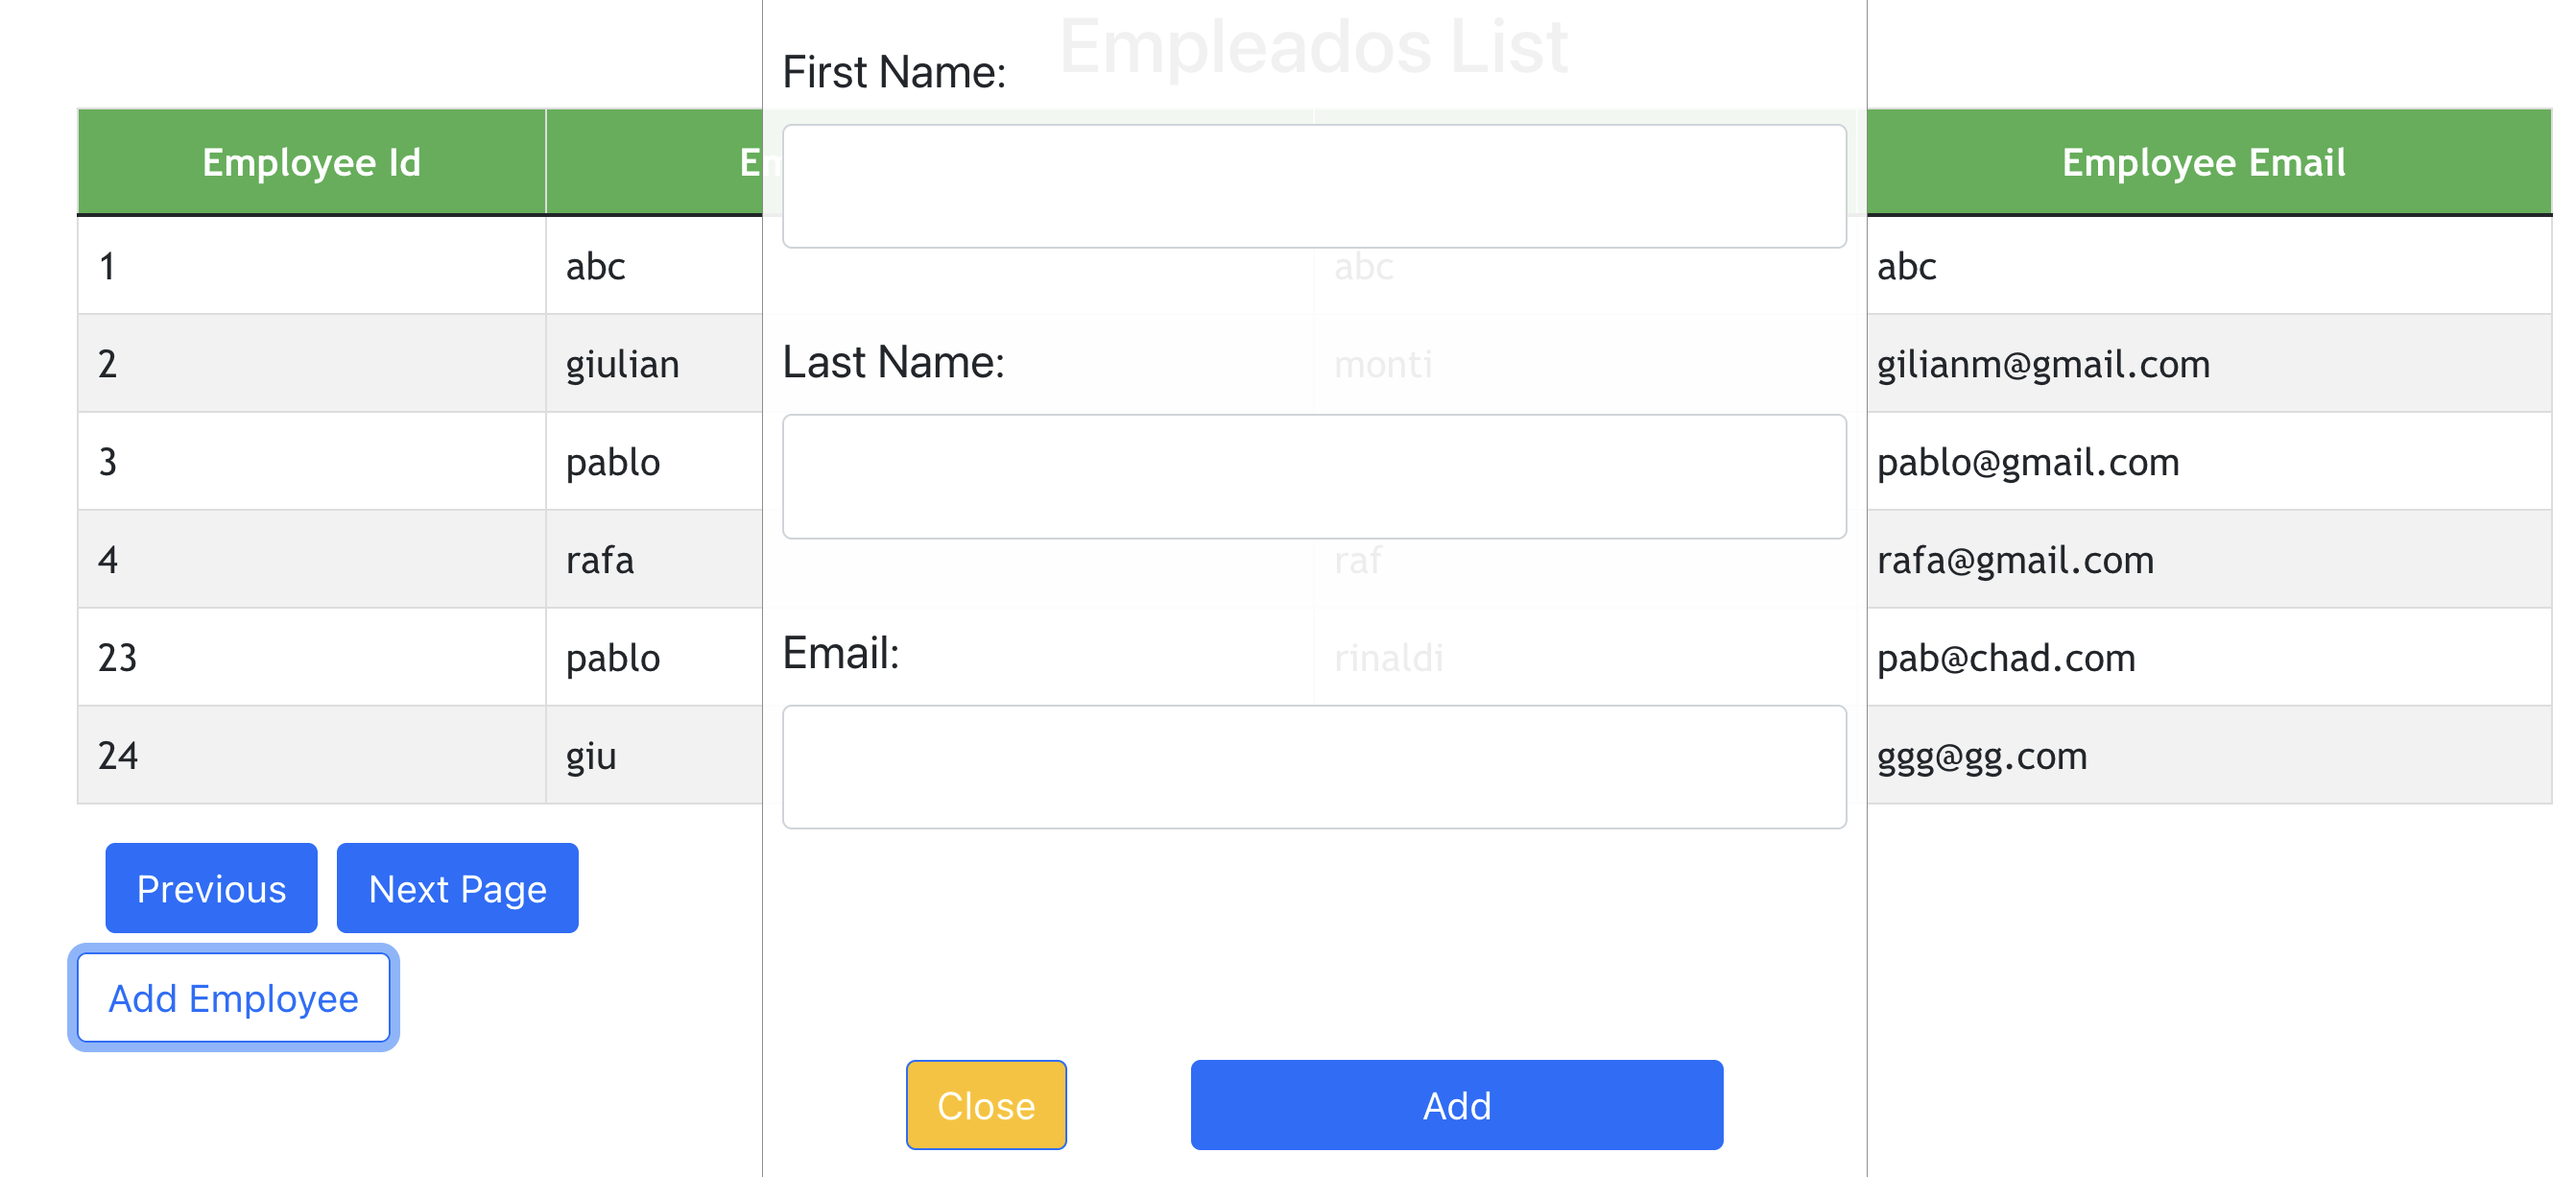 Empleados List
First Name:
Employee Id
Employee Email
1 abc abc abc
2 giulian monti gilianm@gmail.com
Last Name:
3 pablo pablo@gmail.com
4 rafa raf rafa@gmail.com
23 pablo rinaldi pab@chad.com
Email:
24 giu ggg@gg.com
Previous Next Page
Add Employee
Close Add